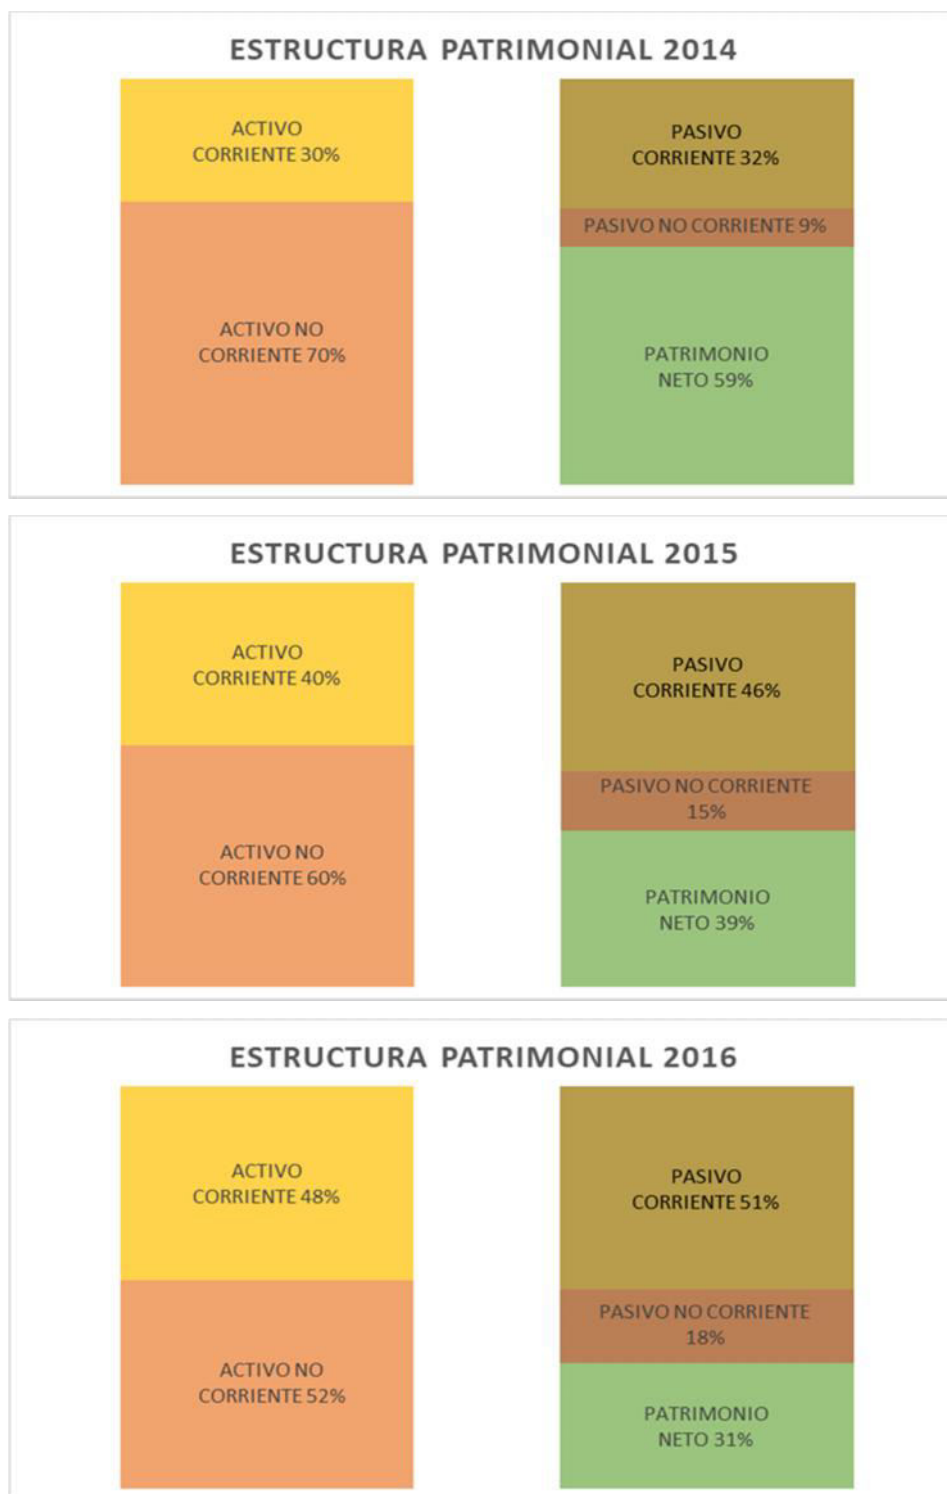 ESTRUCTURA PATRIMONIAL 2014
ACTIVO
CORRIENTE 30%
ACTIVO NO
CORRIENTE 70%
PASIVO
CORRIENTE 32%
PASIVO NO CORRIENTE 9%
PATRIMONIO
NETO 59%
ESTRUCTURA PATRIMONIAL 2015
ACTIVO
CORRIENTE 40%
ACTIVO NO
CORRIENTE 60%
PASIVO
CORRIENTE 46%
PASIVO NO CORRIENTE
15%
PATRIMONIO
NETO 39%
ESTRUCTURA PATRIMONIAL 2016
ACTIVO
CORRIENTE 48%
ACTIVO NO
CORRIENTE 52%
PASIVO
CORRIENTE 51%
PASIVO NO CORRIENTE
18%
PATRIMONIO
NETO 31%